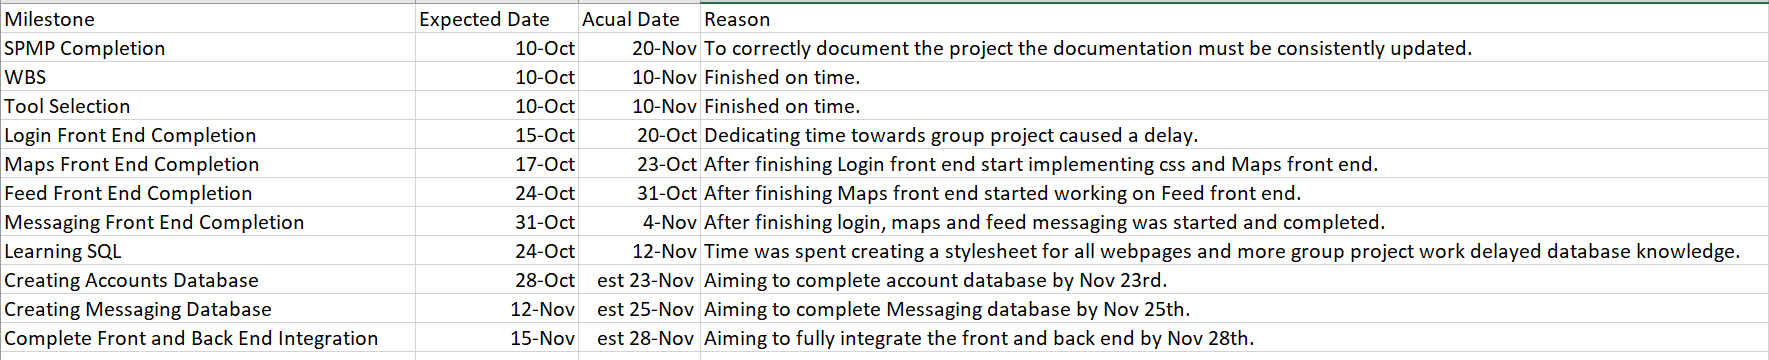 Milestone Expected Date Acual Date Reason
SPMP Completion 10-Oct 20-Nov To correctly document the project the documentation must be consistently updated.
WBS 10-Oct 10-Nov Finished on time.
Tool Selection 10-Oct 10-Nov Finished on time.
Login Front End Completion 15-Oct 20-Oct Dedicating time towards group project caused a delay.
Maps Front End Completion 17-Oct 23-Oct After finishing Login front end start implementing css and Maps front end.
Feed Front End Completion 24-Oct 31-Oct After finishing Maps front end started working on Feed front end.
Messaging Front End Completion 31-Oct 4-Nov After finishing login, maps and feed messaging was started and completed.
Learning SQL 24-Oct 12-Nov Time was spent creating a stylesheet for all webpages and more group project work delayed database knowledge.
Creating Accounts Database 28-Oct est 23-Nov Aiming to complete account database by Nov 23rd.
Creating Messaging Database 12-Nov est 25-Nov Aiming to complete Messaging database by Nov 25th.
Complete Front and Back End Integration 15-Nov est 28-Nov Aiming to fully integrate the front and back end by Nov 28th.